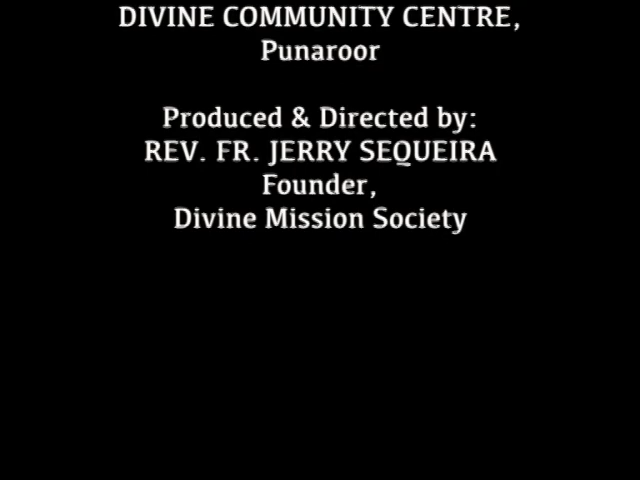 DIVINE COMMUNITY CENTRE,
Punaroor
Produced & Directed by:
REV. FR. JERRY SEQUEIRA
Founder,
Divine Mission Society